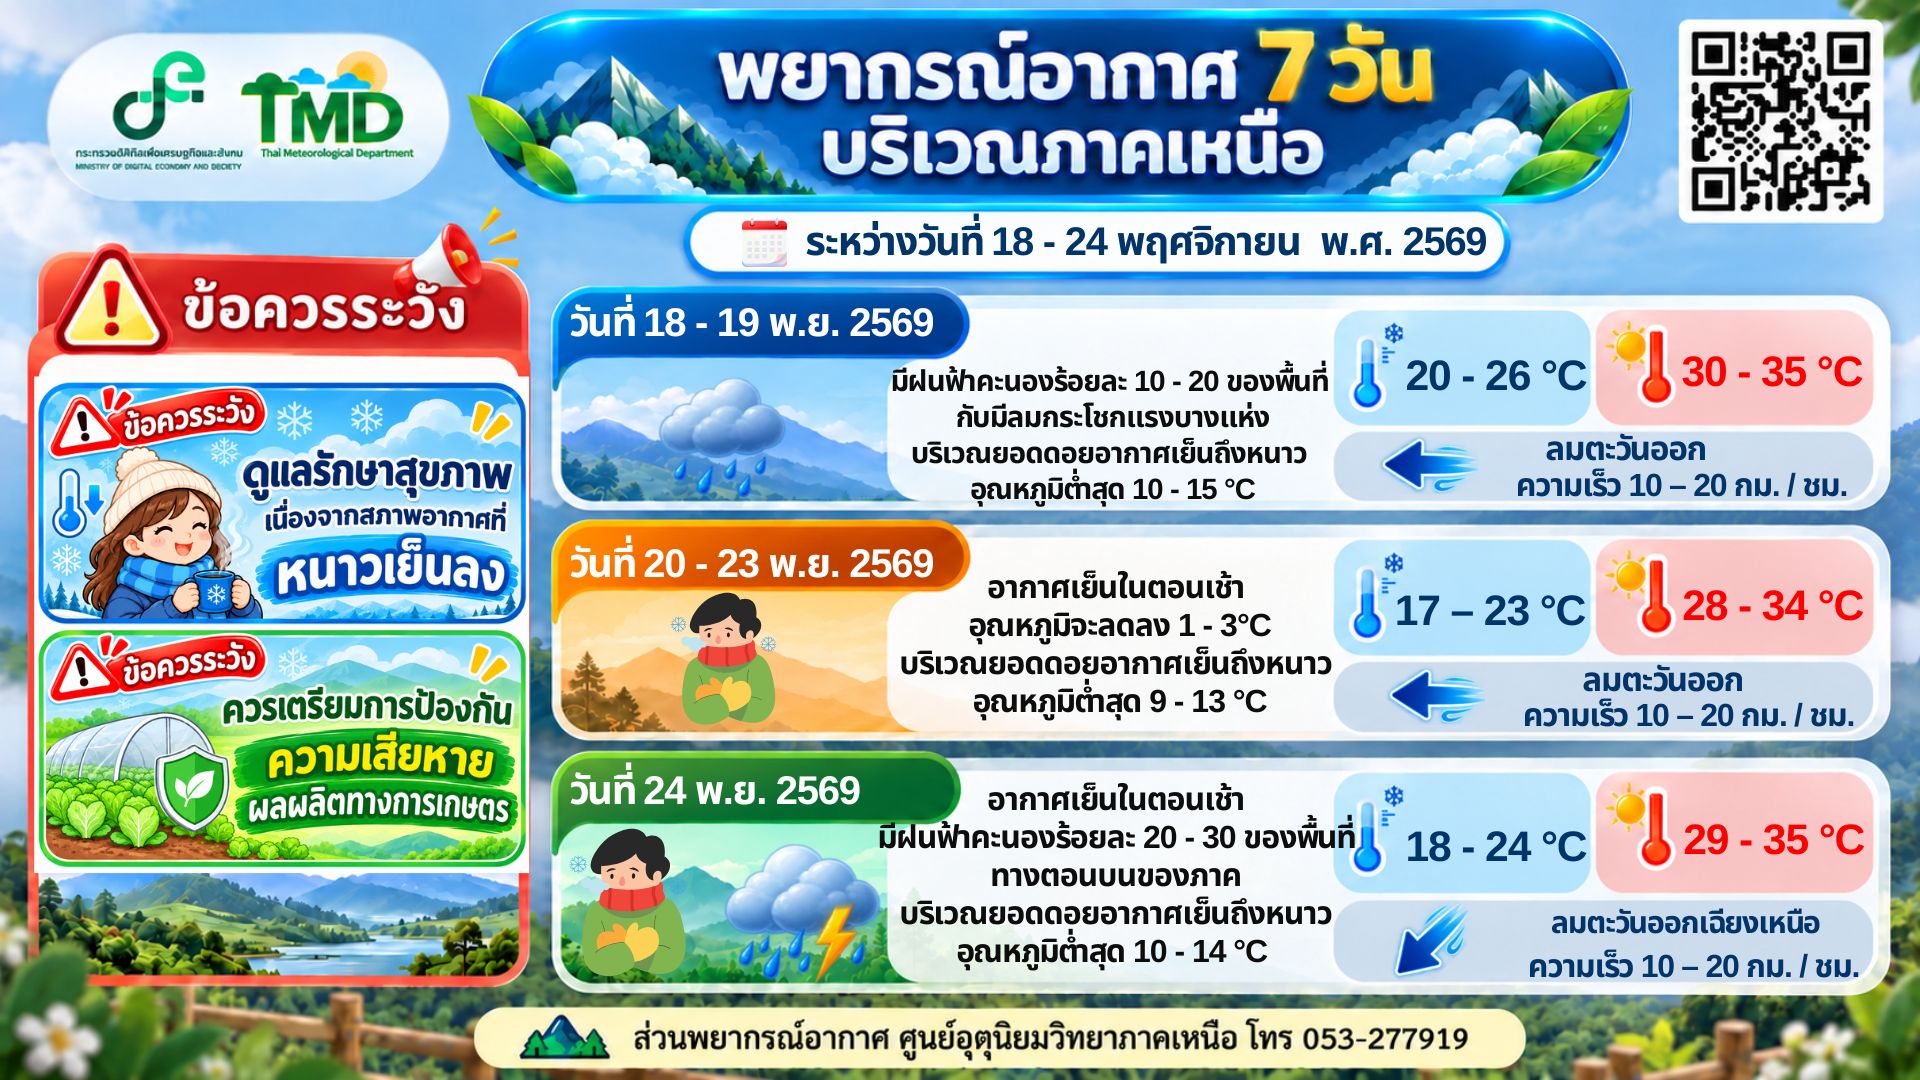 กระทรวงดิจิทัลเพื่อเศรษฐกิจและสังคม
MINISTRY OF DIGITAL ECONOMY AND DECIETY
TMD
Thai Meteorological Department
พยากรณ์อากาศ 7 วัน
บริเวณภาคเหนือ
ระหว่างวันที่ 18 - 24 พฤศจิกายน พ.ศ. 2569
ข้อควรระวัง
ข้อควรระวัง
ดูแลรักษาสุขภาพ
เนื่องจากสภาพอากาศที่
หนาวเย็นลง
ข้อควรระวัง
ควรเตรียมการป้องกัน
ความเสียหาย
ผลผลิตทางการเกษตร
วันที่ 18 - 19 พ.ย. 2569
มีฝนฟ้าคะนองร้อยละ 10 - 20 ของพื้นที่
กับมีลมกระโชกแรงบางแห่ง
บริเวณยอดดอยอากาศเย็นถึงหนาว
อุณหภูมิต่ำสุด 10 - 15 °C
20 - 26 °C
30 - 35 °C
ลมตะวันออก
ความเร็ว 10 – 20 กม. / ชม.
วันที่ 20 - 23 พ.ย. 2569
อากาศเย็นในตอนเช้า
อุณหภูมิจะลดลง 1 - 3°C
บริเวณยอดดอยอากาศเย็นถึงหนาว
อุณหภูมิต่ำสุด 9 - 13 °C
17 – 23 °C
28 - 34 °C
ลมตะวันออก
ความเร็ว 10 – 20 กม. / ชม.
วันที่ 24 พ.ย. 2569
อากาศเย็นในตอนเช้า
มีฝนฟ้าคะนองร้อยละ 20 - 30 ของพื้นที่
ทางตอนบนของภาค
บริเวณยอดดอยอากาศเย็นถึงหนาว
อุณหภูมิต่ำสุด 10 - 14 °C
18 - 24 °C
29 - 35 °C
ลมตะวันออกเฉียงเหนือ
ความเร็ว 10 – 20 กม. / ชม.
ส่วนพยากรณ์อากาศ ศูนย์อุตุนิยมวิทยาภาคเหนือ โทร 053-277919